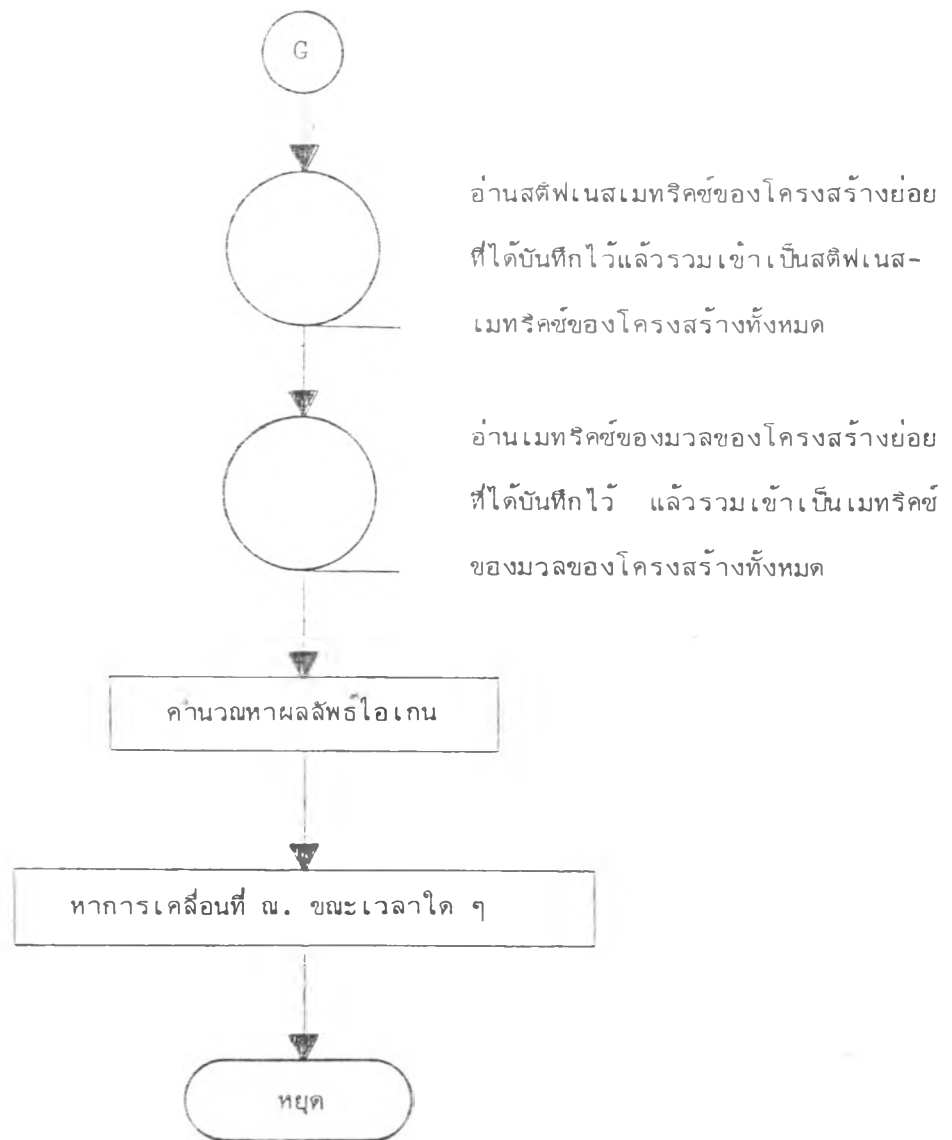 G
อ่านสติฟเนสเมทริคซ์ของโครงสร้างย่อย
ที่ได้บันทึกไว้แล้วรวมเข้าเป็นสติฟเนส-
เมทริคซ์ของโครงสร้างทั้งหมด
อ่านเมทริคซ์ของมวลของโครงสร้างย่อย
ที่ได้บันทึกไว้ แล้วรวมเข้าเป็นเมทริคซ์
ของมวลของโครงสร้างทั้งหมด
คำนวณหาผลลัพธ์ไอเกน
หาการเคลื่อนที่ ณ. ขณะเวลาใด ๆ
หยุด